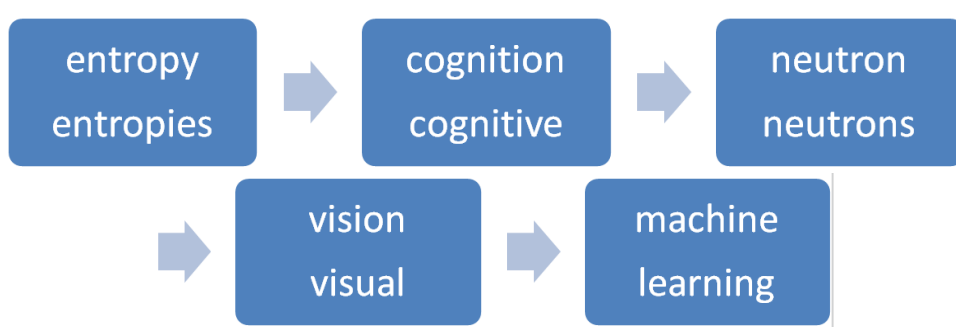 entropy
entropies
cognition
cognitive
neutron
neutrons
vision
visual
machine
learning